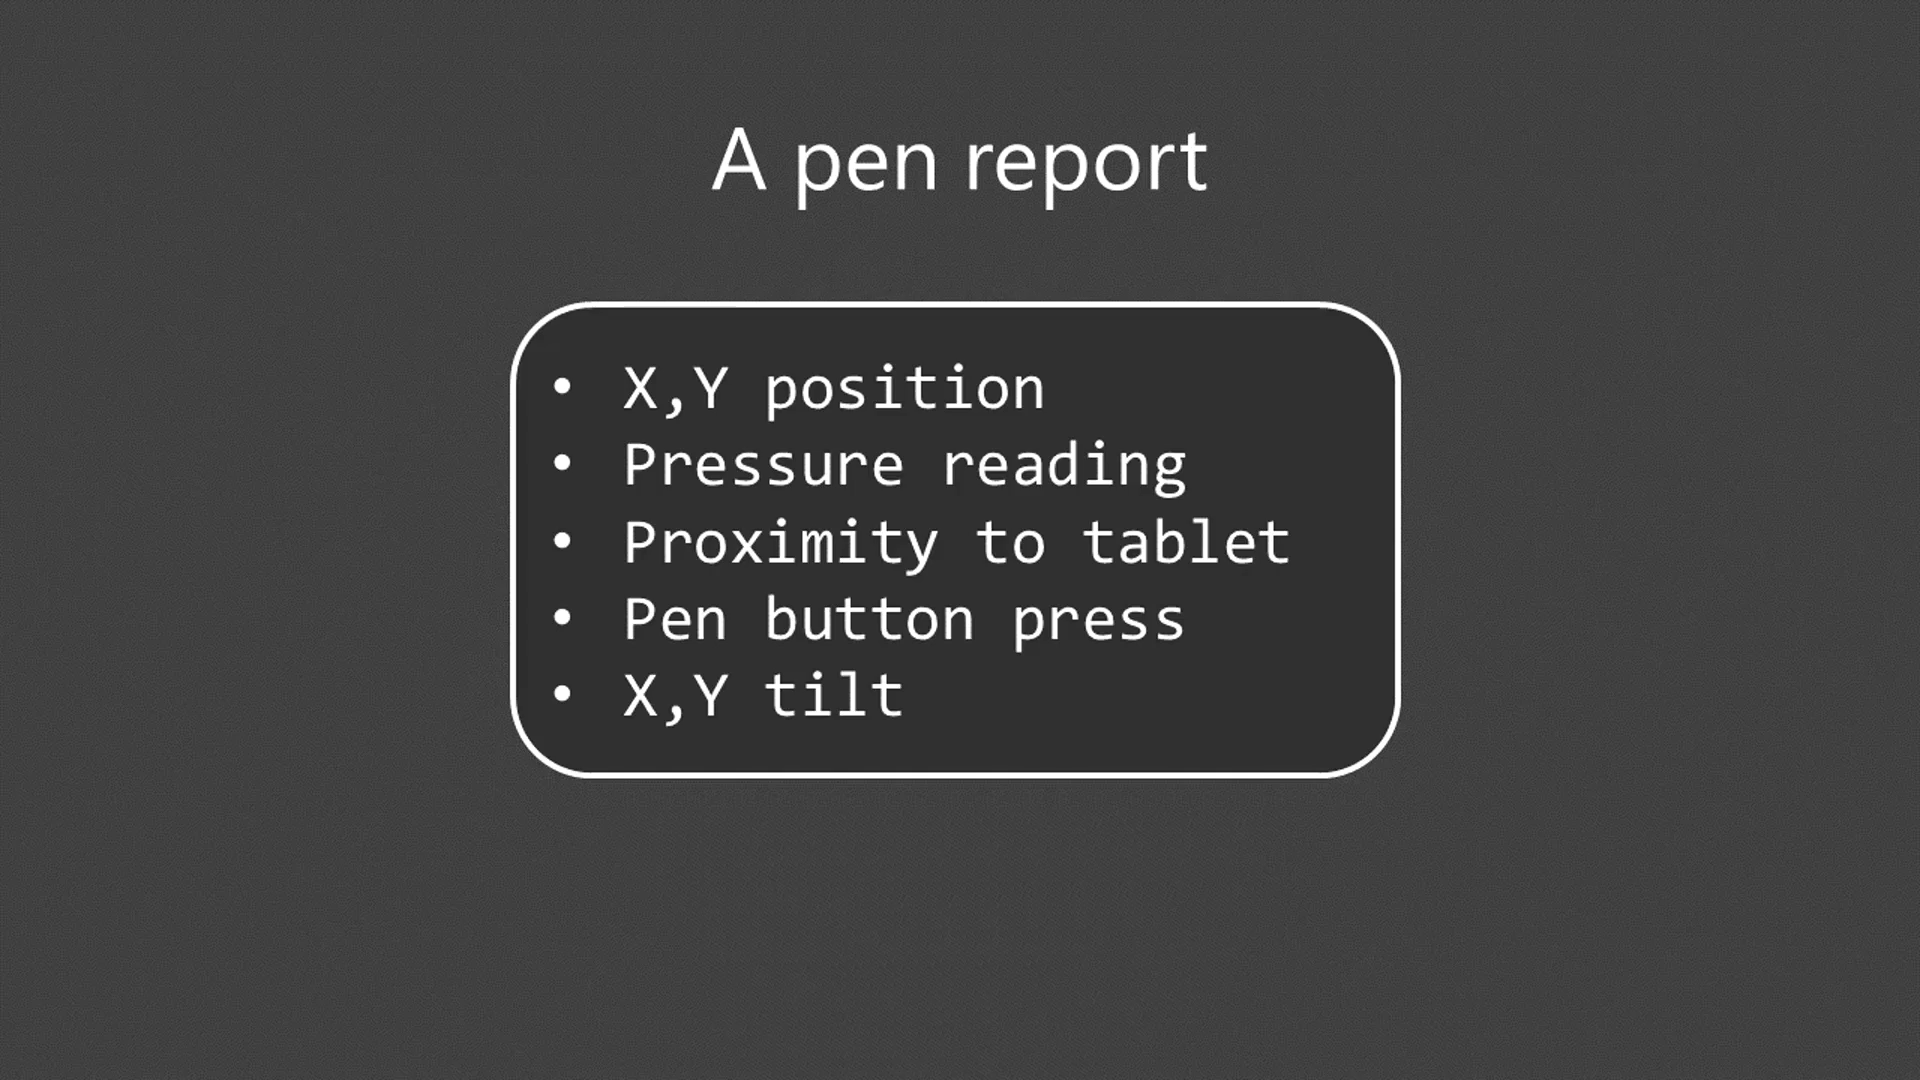 A pen report
• X,Y position
• Pressure reading
• Proximity to tablet
• Pen button press
• X,Y tilt